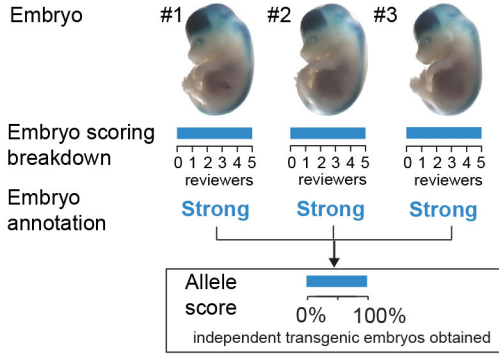 Embryo #1 #2 #3
Embryo scoring
breakdown
0 1 2 3 4 5 0 1 2 3 4 5 0 1 2 3 4 5
reviewers reviewers reviewers
Embryo
annotation
Strong Strong Strong
Allele
score
0% 100%
independent transgenic embryos obtained